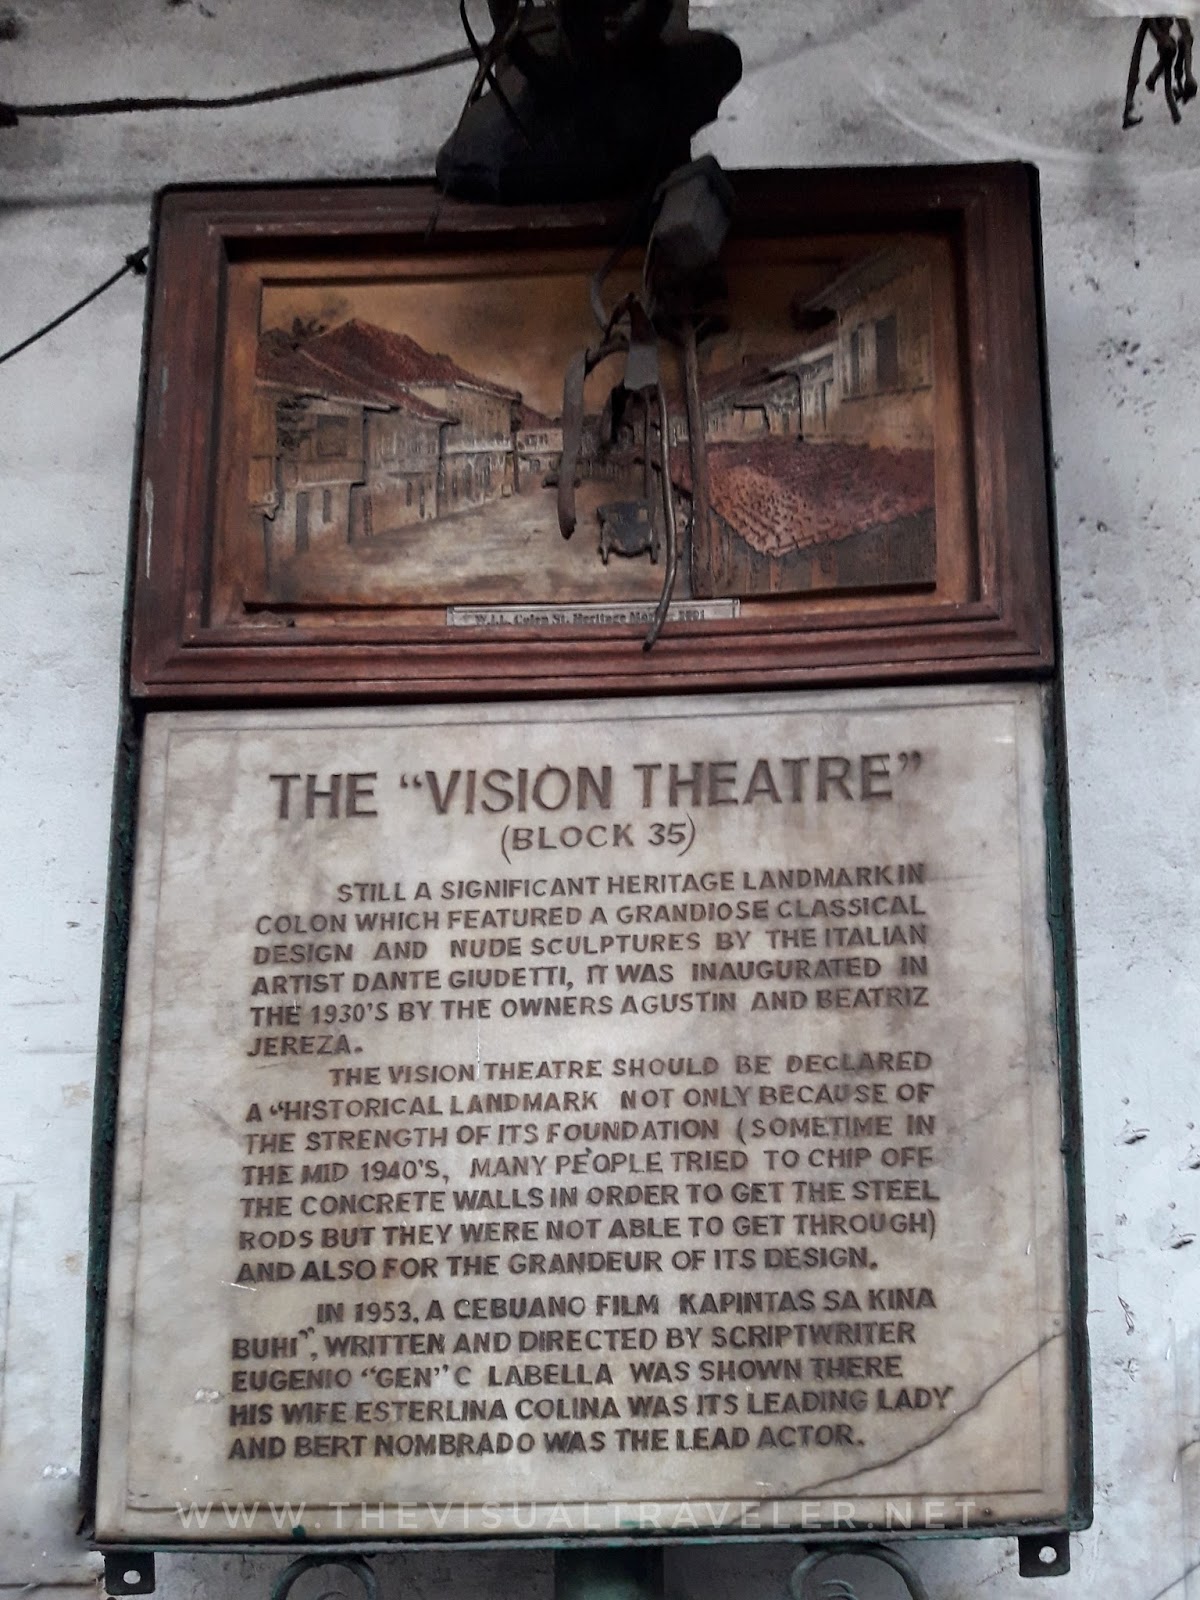 Colon St. Heritage
THE “VISION THEATRE”
(BLOCK 35)
STILL A SIGNIFICANT HERITAGE LANDMARK IN
COLON WHICH FEATURED A GRANDIOSE CLASSICAL
DESIGN AND NUDE SCULPTURES BY THE ITALIAN
ARTIST DANTE GIUDETTI, IT WAS INAUGURATED IN
THE 1930'S BY THE OWNERS AGUSTIN AND BEATRIZ
JEREZA.
THE VISION THEATRE SHOULD BE DECLARED
A “HISTORICAL LANDMARK NOT ONLY BECAUSE OF
THE STRENGTH OF ITS FOUNDATION (SOMETIME IN
THE MID 1940'S, MANY PEOPLE TRIED TO CHIP OFF
THE CONCRETE WALLS IN ORDER TO GET THE STEEL
RODS BUT THEY WERE NOT ABLE TO GET THROUGH)
AND ALSO FOR THE GRANDEUR OF ITS DESIGN.
IN 1953, A CEBUANO FILM KAPINTAS SA KINA
BUHI”, WRITTEN AND DIRECTED BY SCRIPTWRITER
EUGENIO “GEN” C LABELLA WAS SHOWN THERE
HIS WIFE ESTERLINA COLINA WAS ITS LEADING LADY
AND BERT NOMBRADO WAS THE LEAD ACTOR.
WWW.THEVISUALTRAVELER.NET